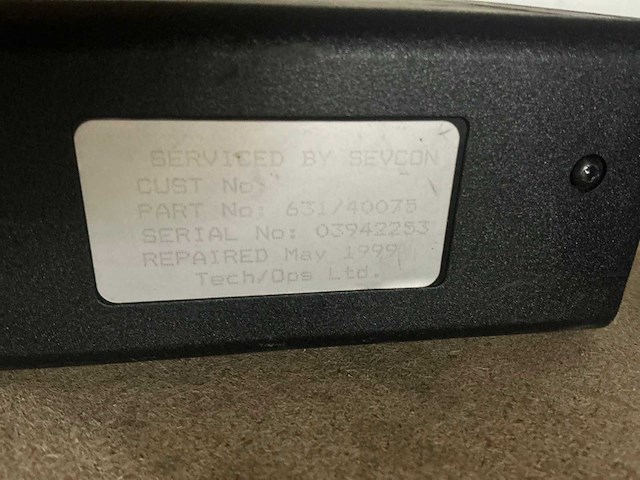 SERVICED BY SEVCON
CUST No:
PART No: 631/40075
SERIAL No: 03942253
REPAIRED May 1999
Tech/Ops Ltd.